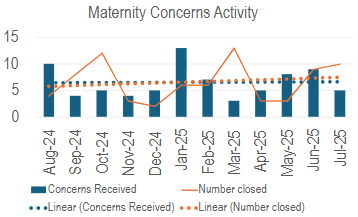 Maternity Concerns Activity
15
10
5
0
Aug-24
Sep-24
Oct-24
Nov-24
Dec-24
Jan-25
Feb-25
Mar-25
Apr-25
May-25
Jun-25
Jul-25
Concerns Received Number closed
Linear (Concerns Received) Linear (Number closed)